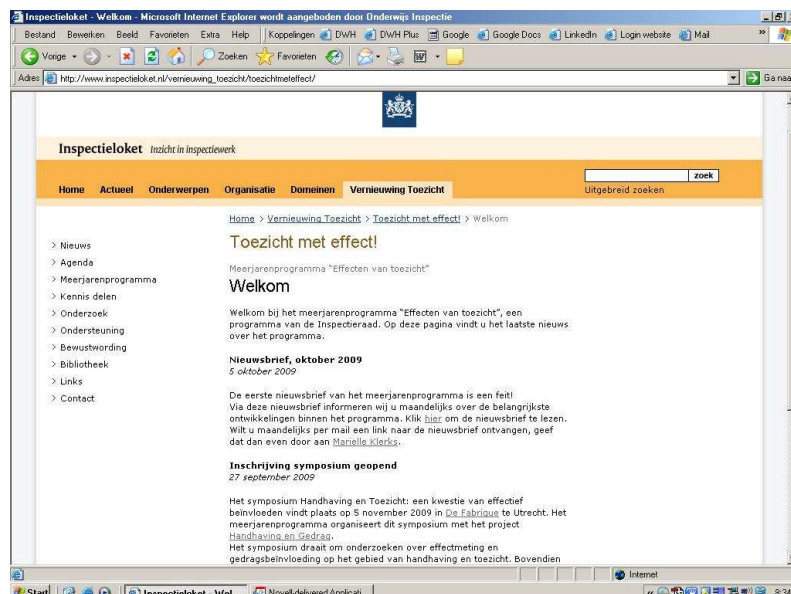 Inspectieloket - Welkom - Microsoft Internet Explorer wordt aangeboden door Onderwijs Inspectie
Bestand Bewerken Beeld Favorieten Extra Help Koppelingen DWH DWH Plus Google Google Docs LinkedIn Login website Mail »
Vorige Zoeken Favorieten
Adres http://www.inspectieloket.nl/vernieuwing_toezicht/toezichtmeteffect/ Ga naar
Inspectieloket Inzicht in inspectiewerk
zoek
Home Actueel Onderwerpen Organisatie Domeinen Vernieuwing Toezicht Uitgebreid zoeken
Home > Vernieuwing Toezicht > Toezicht met effect! > Welkom
> Nieuws
> Agenda
> Meerjarenprogramma
> Kennis delen
> Onderzoek
> Ondersteuning
> Bewustwording
> Bibliotheek
> Links
> Contact
Toezicht met effect!
Meerjarenprogramma "Effecten van toezicht"
Welkom
Welkom bij het meerjarenprogramma "Effecten van toezicht", een
programma van de Inspectieraad. Op deze pagina vindt u het laatste nieuws
over het programma.
Nieuwsbrief, oktober 2009
5 oktober 2009
De eerste nieuwsbrief van het meerjarenprogramma is een feit!
Via deze nieuwsbrief informeren wij u maandelijks over de belangrijkste
ontwikkelingen binnen het programma. Klik hier om de nieuwsbrief te lezen.
Wilt u maandelijks per mail een link naar de nieuwsbrief ontvangen, geef
dat dan even door aan Marielle Klerks.
Inschrijving symposium geopend
27 september 2009
Het symposium Handhaving en Toezicht: een kwestie van effectief
beïnvloeden vindt plaats op 5 november 2009 in De Fabrique te Utrecht. Het
meerjarenprogramma organiseert dit symposium met het project
Handhaving en Gedrag.
Het symposium draait om onderzoeken over effectmeting en
gedragsbeïnvloeding op het gebied van handhaving en toezicht. Bovendien
Internet
Start Inspectieloket - Wel... Novell-delivered Applicati... « 8:34